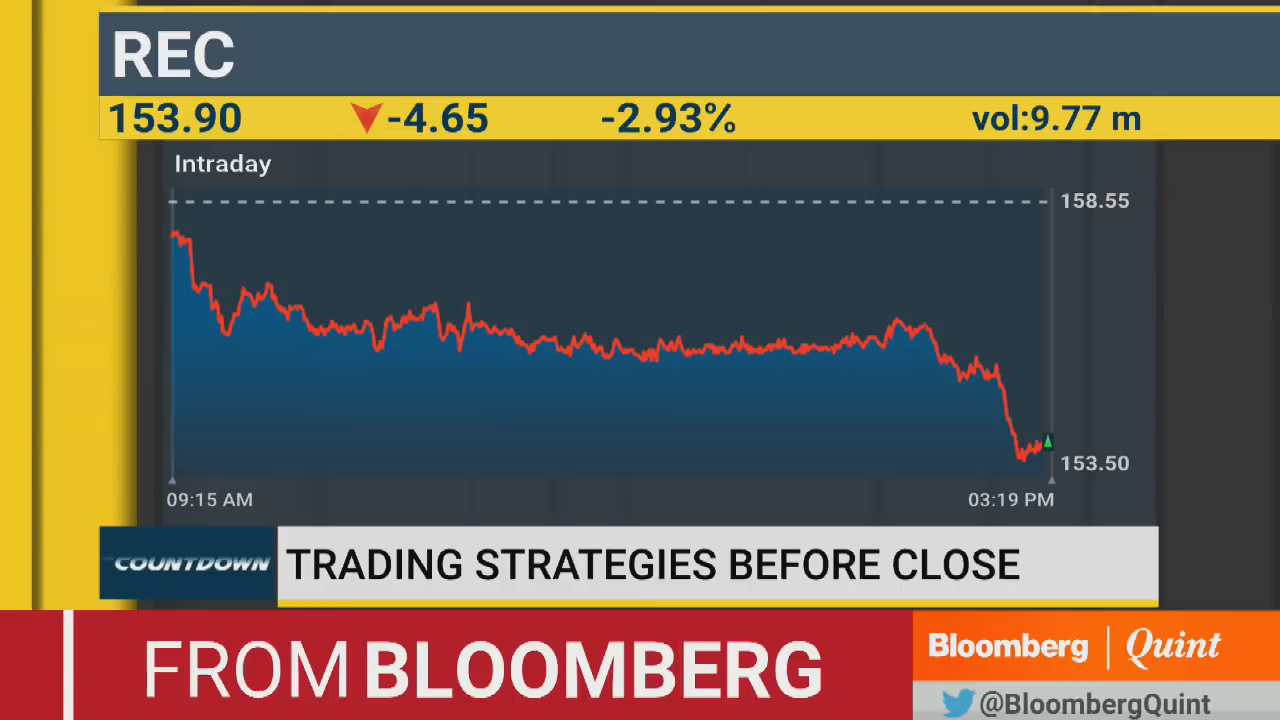 REC
153.90 -4.65 -2.93% vol:9.77 m
Intraday
158.55
153.50
09:15 AM 03:19 PM
COUNTDOWN TRADING STRATEGIES BEFORE CLOSE
FROM BLOOMBERG
Bloomberg | Quint
@BloombergQuint